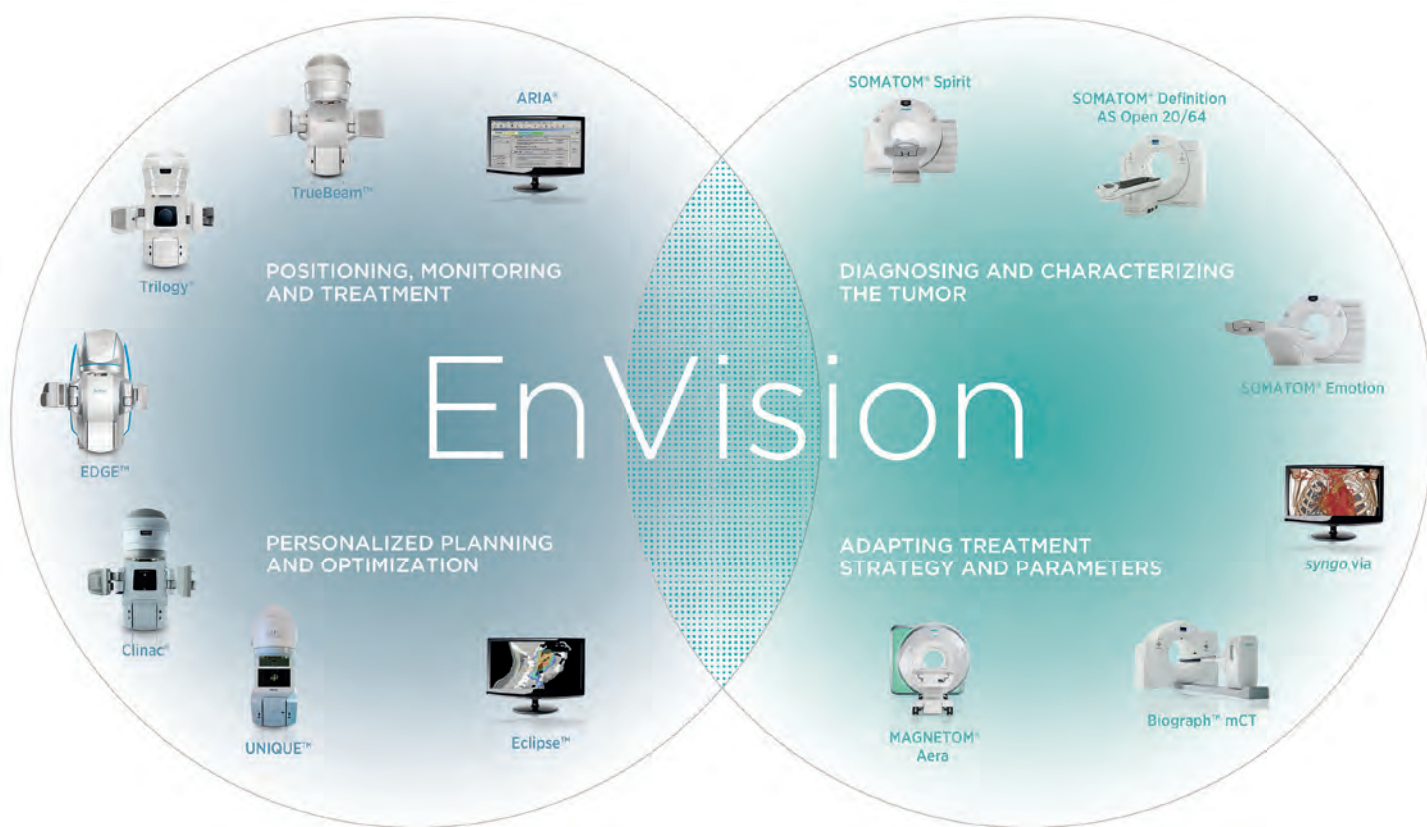 SOMATOM® Spirit
ARIA®
SOMATOM® Definition
AS Open 20/64
TrueBeam™
Trilogy®
POSITIONING, MONITORING
AND TREATMENT
DIAGNOSING AND CHARACTERIZING
THE TUMOR
SOMATOM® Emotion
EnVision
EDGE™
PERSONALIZED PLANNING
AND OPTIMIZATION
ADAPTING TREATMENT
STRATEGY AND PARAMETERS
syngo.via
Clinac®
UNIQUE™
Eclipse™
MAGNETOM®
Aera
Biograph™ mCT